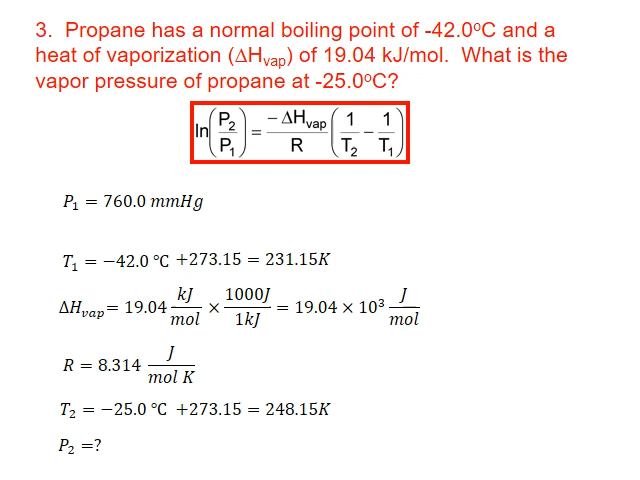 3. Propane has a normal boiling point of -42.0°C and a
heat of vaporization (∆Hvap) of 19.04 kJ/mol. What is the
vapor pressure of propane at -25.0°C?
ln(P₂/P₁) = −∆Hvap/R (1/T₂ − 1/T₁)
P₁ = 760.0 mmHg
T₁ = −42.0 °C +273.15 = 231.15K
∆Hvap= 19.04 kJ/mol × 1000J/1kJ = 19.04 × 10³ J/mol
R = 8.314 J/mol K
T₂ = −25.0 °C +273.15 = 248.15K
P₂ =?